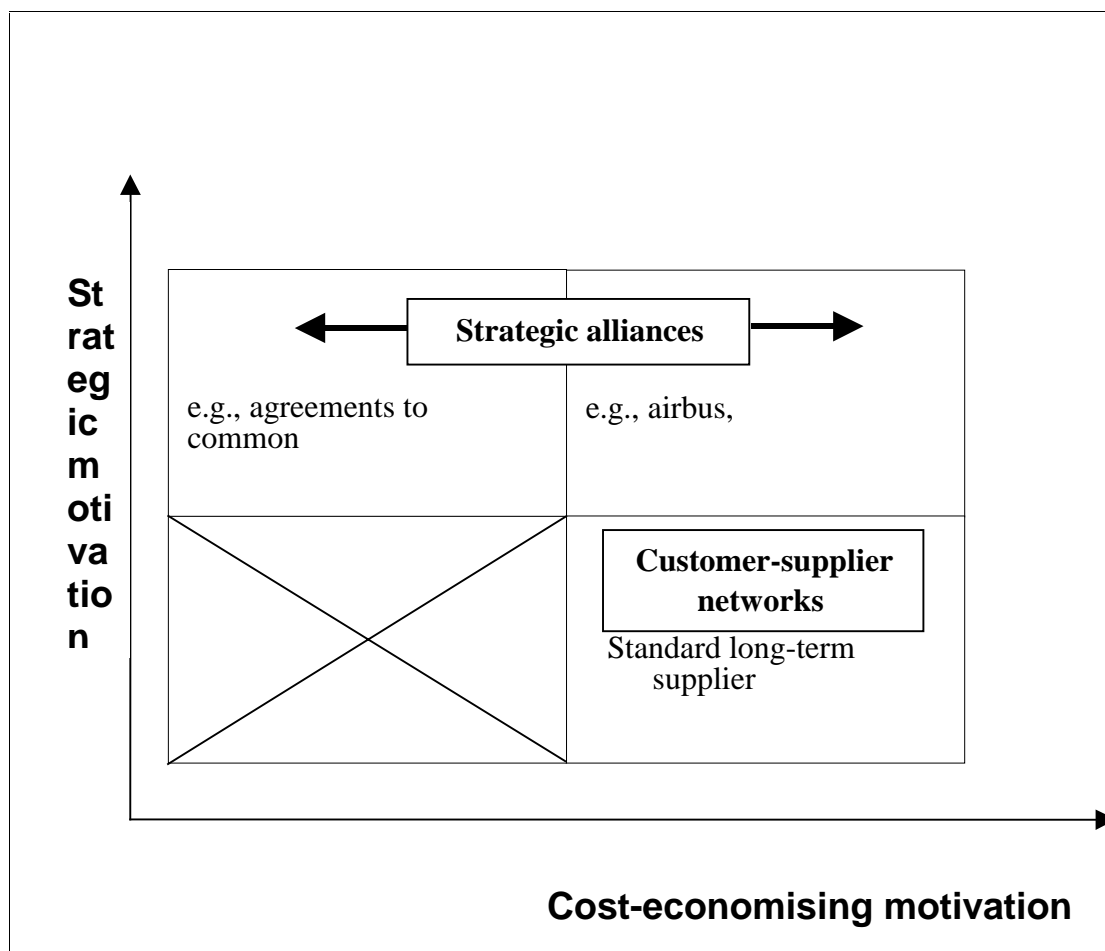 St
rat
eg
ic
m
oti
va
tio
n
Strategic alliances
e.g., agreements to
common
e.g., airbus,
Customer-supplier
networks
Standard long-term
supplier
Cost-economising motivation